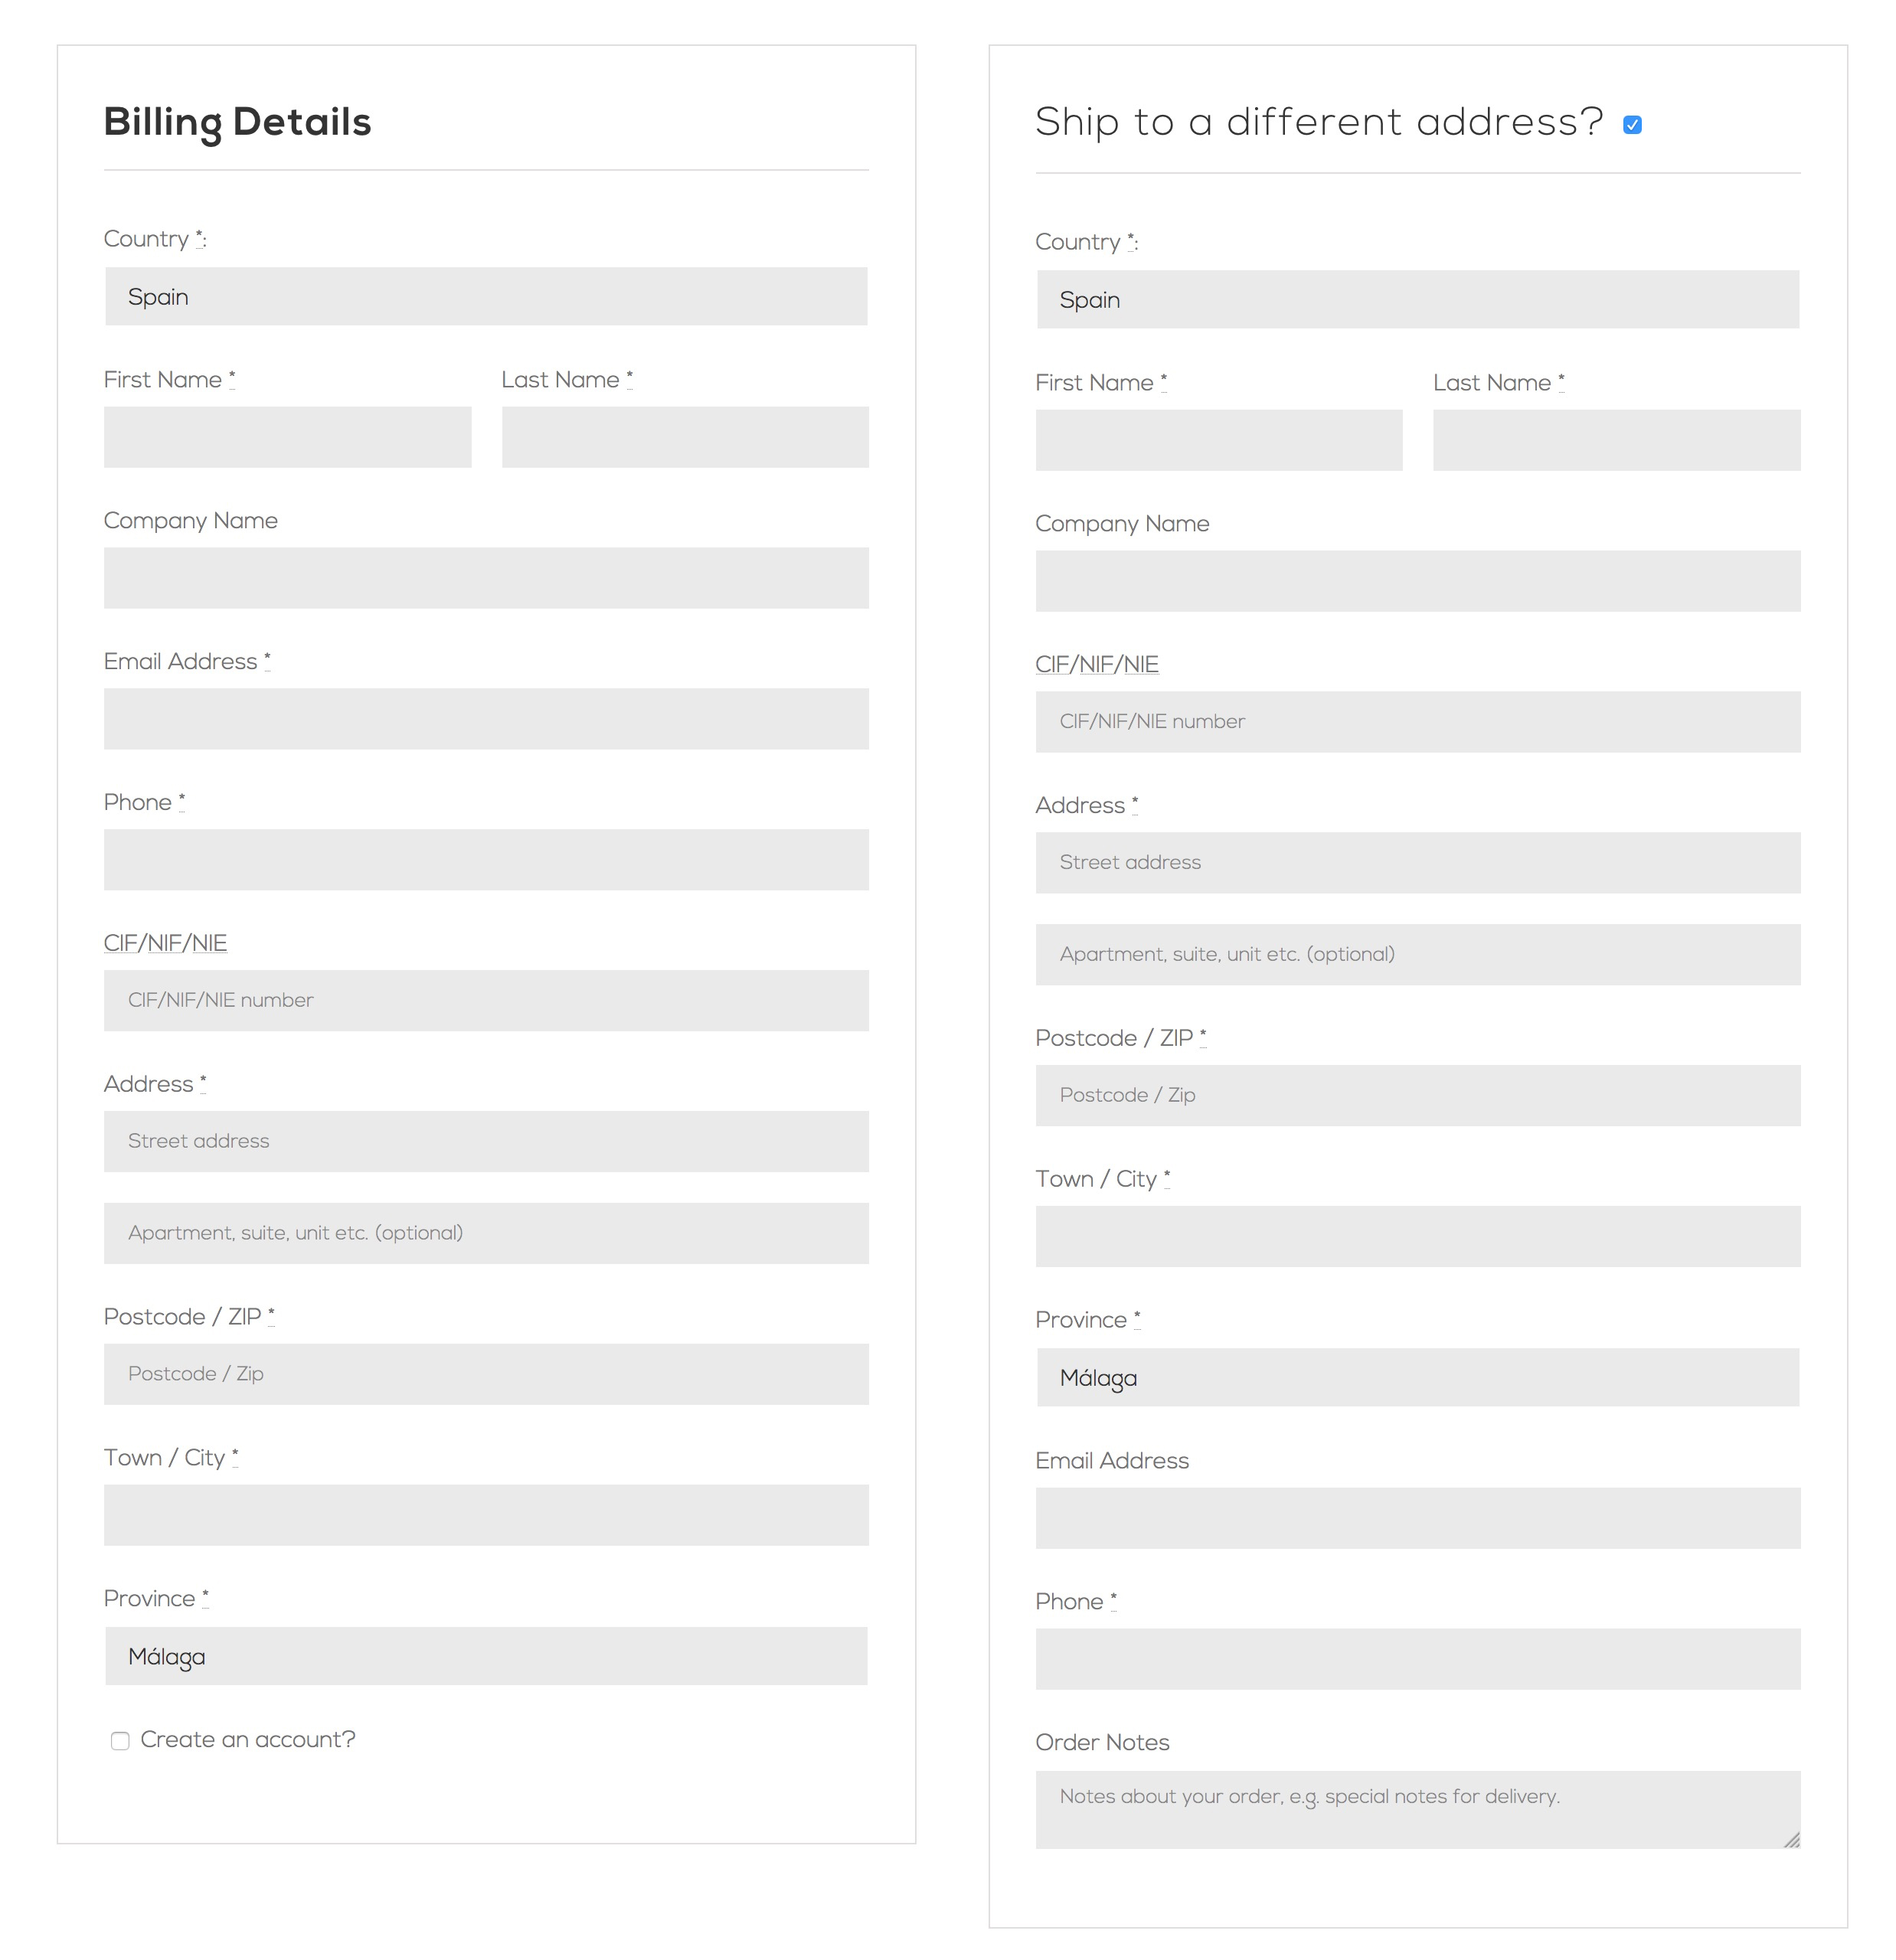 Billing Details
Country *:
Spain
First Name * Last Name *
Company Name
Email Address *
Phone *
CIF/NIF/NIE
CIF/NIF/NIE number
Address *
Street address
Apartment, suite, unit etc. (optional)
Postcode / ZIP *
Postcode / Zip
Town / City *
Province *
Málaga
Create an account?
Ship to a different address?
Country *:
Spain
First Name * Last Name *
Company Name
CIF/NIF/NIE
CIF/NIF/NIE number
Address *
Street address
Apartment, suite, unit etc. (optional)
Postcode / ZIP *
Postcode / Zip
Town / City *
Province *
Málaga
Email Address
Phone *
Order Notes
Notes about your order, e.g. special notes for delivery.